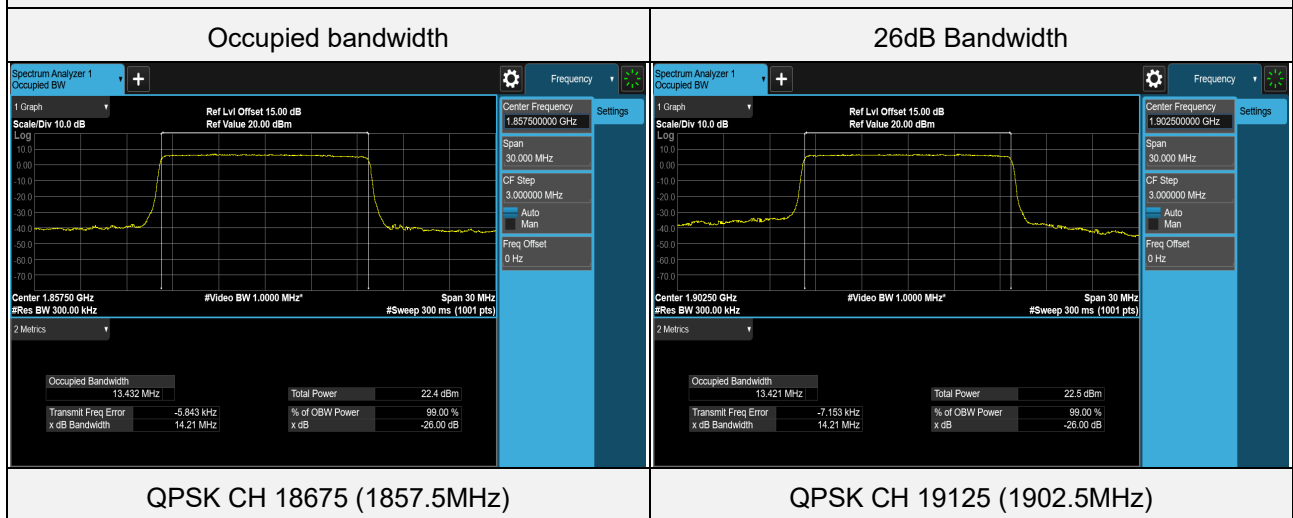 Occupied bandwidth
26dB Bandwidth
Spectrum Analyzer 1
Occupied BW
+
Frequency
1 Graph
Ref Lvl Offset 15.00 dB
Scale/Div 10.0 dB
Ref Value 20.00 dBm
Log
10.0
0.00
-10.0
-20.0
-30.0
-40.0
-50.0
-60.0
-70.0
Center 1.85750 GHz
#Video BW 1.0000 MHz*
Span 30 MHz
#Res BW 300.00 kHz
#Sweep 300 ms (1001 pts)
Center Frequency
1.857500000 GHz
Settings
Span
30.000 MHz
CF Step
3.000000 MHz
Auto
Man
Freq Offset
0 Hz
2 Metrics
Occupied Bandwidth
13.432 MHz
Total Power 22.4 dBm
Transmit Freq Error -5.843 kHz
% of OBW Power 99.00 %
x dB Bandwidth 14.21 MHz
x dB -26.00 dB
Spectrum Analyzer 1
Occupied BW
+
Frequency
1 Graph
Ref Lvl Offset 15.00 dB
Scale/Div 10.0 dB
Ref Value 20.00 dBm
Log
10.0
0.00
-10.0
-20.0
-30.0
-40.0
-50.0
-60.0
-70.0
Center 1.90250 GHz
#Video BW 1.0000 MHz*
Span 30 MHz
#Res BW 300.00 kHz
#Sweep 300 ms (1001 pts)
Center Frequency
1.902500000 GHz
Settings
Span
30.000 MHz
CF Step
3.000000 MHz
Auto
Man
Freq Offset
0 Hz
2 Metrics
Occupied Bandwidth
13.421 MHz
Total Power 22.5 dBm
Transmit Freq Error -7.153 kHz
% of OBW Power 99.00 %
x dB Bandwidth 14.21 MHz
x dB -26.00 dB
QPSK CH 18675 (1857.5MHz)
QPSK CH 19125 (1902.5MHz)